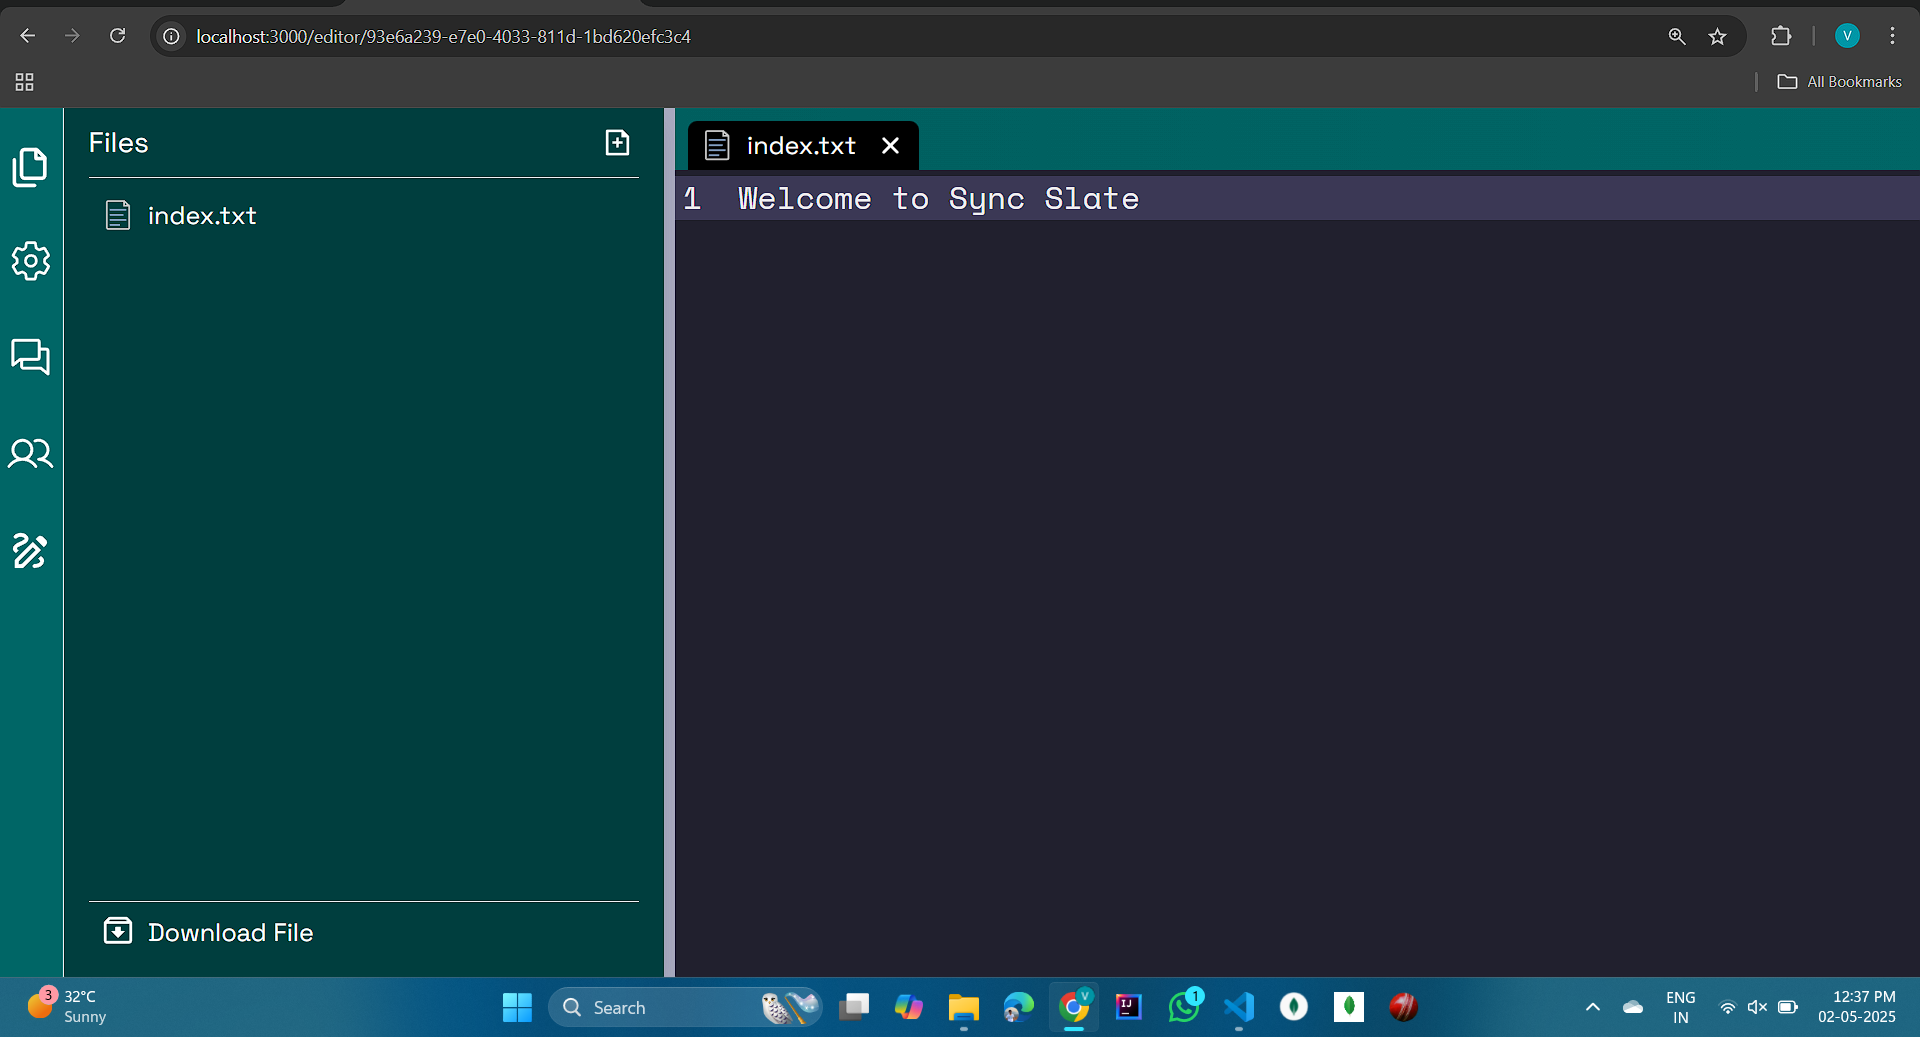 localhost:3000/editor/93e6a239-e7e0-4033-811d-1bd620efc3c4
V
All Bookmarks
Files
index.txt
Download File
index.txt
1 Welcome to Sync Slate
3
32°C
Sunny
Search
V
IJ
1
ENG
IN
12:37 PM
02-05-2025